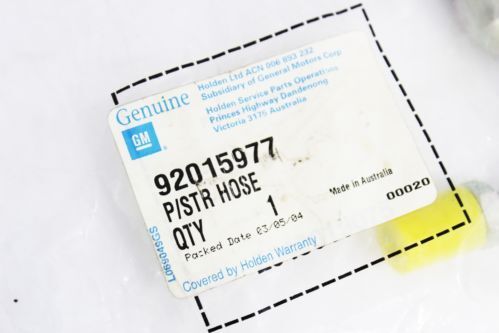 Genuine
GM
Holden Ltd ACN 006 893 232
Subsidiary of General Motors Corp
Holden Service Parts Operations
Princes Highway Dandenong
Victoria 3175 Australia
92015977
P/STR HOSE
QTY 1
Made in Australia
Packed Date 03/05/04
00020
Covered by Holden Warranty